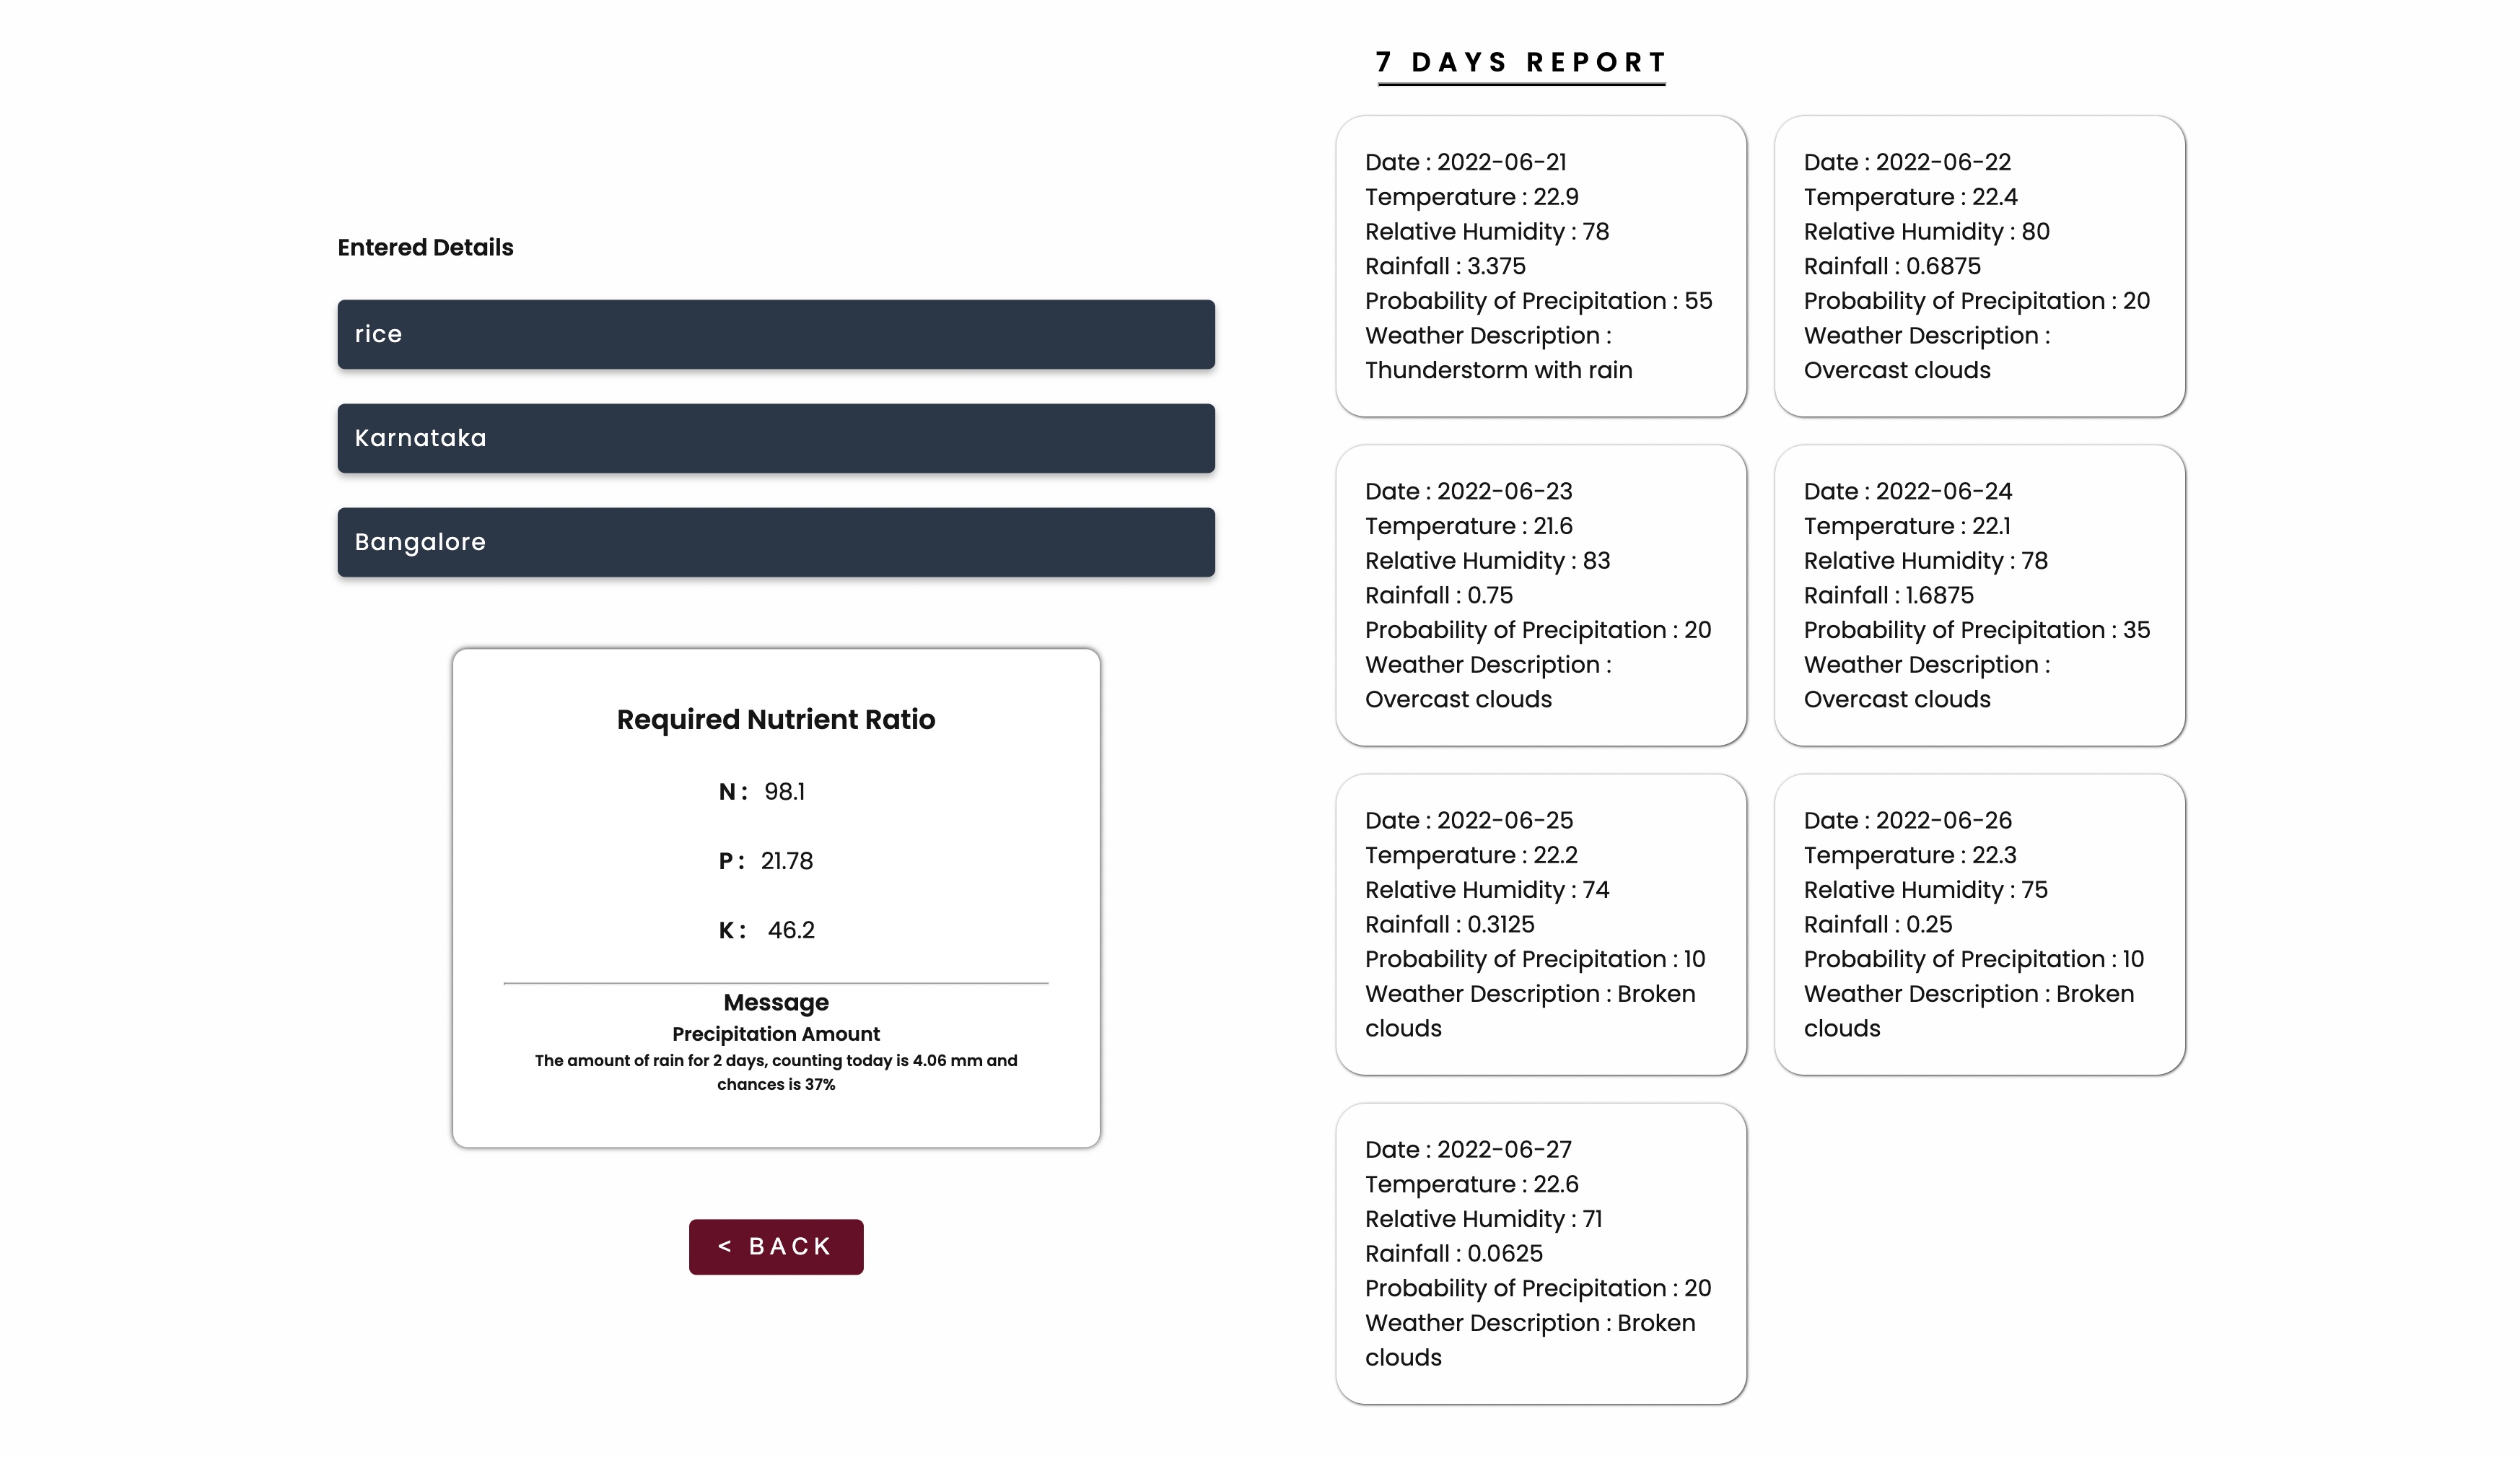 Entered Details
rice
Karnataka
Bangalore
Required Nutrient Ratio
N : 98.1
P : 21.78
K : 46.2
Message
Precipitation Amount
The amount of rain for 2 days, counting today is 4.06 mm and
chances is 37%
< BACK
7 DAYS REPORT
Date : 2022-06-21
Temperature : 22.9
Relative Humidity : 78
Rainfall : 3.375
Probability of Precipitation : 55
Weather Description :
Thunderstorm with rain
Date : 2022-06-22
Temperature : 22.4
Relative Humidity : 80
Rainfall : 0.6875
Probability of Precipitation : 20
Weather Description :
Overcast clouds
Date : 2022-06-23
Temperature : 21.6
Relative Humidity : 83
Rainfall : 0.75
Probability of Precipitation : 20
Weather Description :
Overcast clouds
Date : 2022-06-24
Temperature : 22.1
Relative Humidity : 78
Rainfall : 1.6875
Probability of Precipitation : 35
Weather Description :
Overcast clouds
Date : 2022-06-25
Temperature : 22.2
Relative Humidity : 74
Rainfall : 0.3125
Probability of Precipitation : 10
Weather Description : Broken
clouds
Date : 2022-06-26
Temperature : 22.3
Relative Humidity : 75
Rainfall : 0.25
Probability of Precipitation : 10
Weather Description : Broken
clouds
Date : 2022-06-27
Temperature : 22.6
Relative Humidity : 71
Rainfall : 0.0625
Probability of Precipitation : 20
Weather Description : Broken
clouds